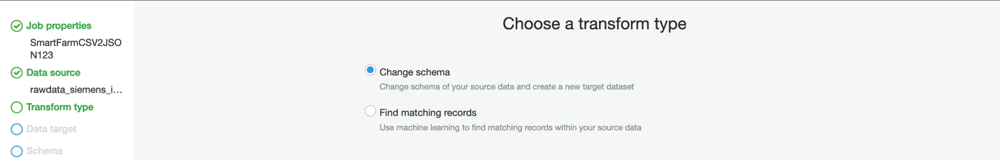 Job properties
SmartFarmCSV2JSO
N123
Data source
rawdata_siemens_i...
Transform type
Data target
Schema
Choose a transform type
Change schema
Change schema of your source data and create a new target dataset
Find matching records
Use machine learning to find matching records within your source data